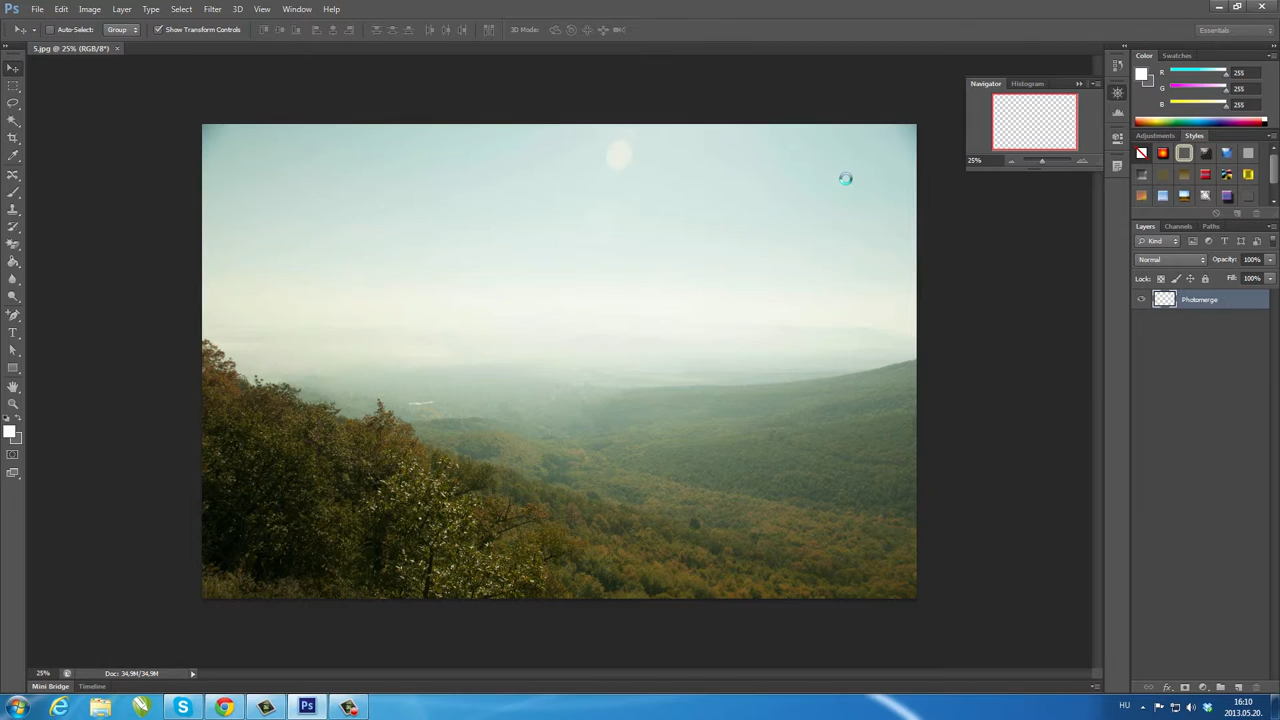 Ps File Edit Image Layer Type Select Filter 3D View Window Help
Auto-Select: Group Show Transform Controls 3D Mode: Essentials
5.jpg @ 25% (RGB/8*) ×
Color Swatches
R 255
G 255
B 255
Navigator Histogram
25%
Adjustments Styles
Layers Channels Paths
Kind
Normal Opacity: 100%
Lock: Fill: 100%
Photomerge
25% Doc: 34,9M/34,9M
Mini Bridge Timeline
HU 16:10
2013.05.20.